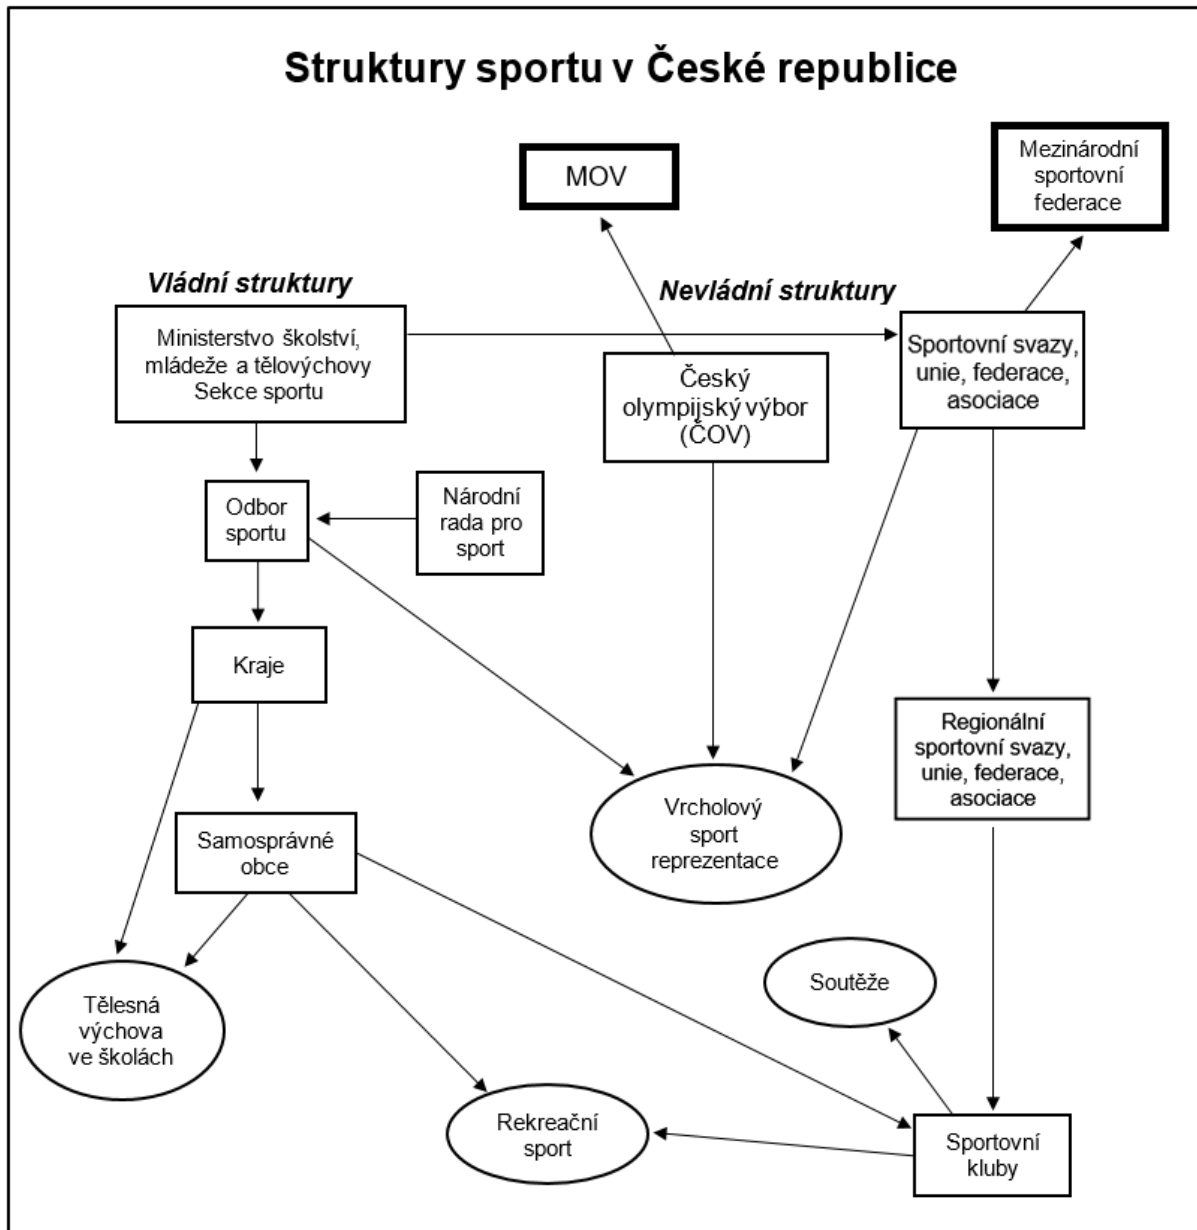 Struktury sportu v České republice
MOV
Mezinárodní
sportovní
federace
Vládní struktury
Nevládní struktury
Ministerstvo školství,
mládeže a tělovýchovy
Sekce sportu
Český
olympijský výbor
(ČOV)
Sportovní svazy,
unie, federace,
asociace
Odbor
sportu
Národní
rada pro
sport
Kraje
Regionální
sportovní svazy,
unie, federace,
asociace
Vrcholový
sport
reprezentace
Samosprávné
obce
Soutěže
Tělesná
výchova
ve školách
Rekreační
sport
Sportovní
kluby